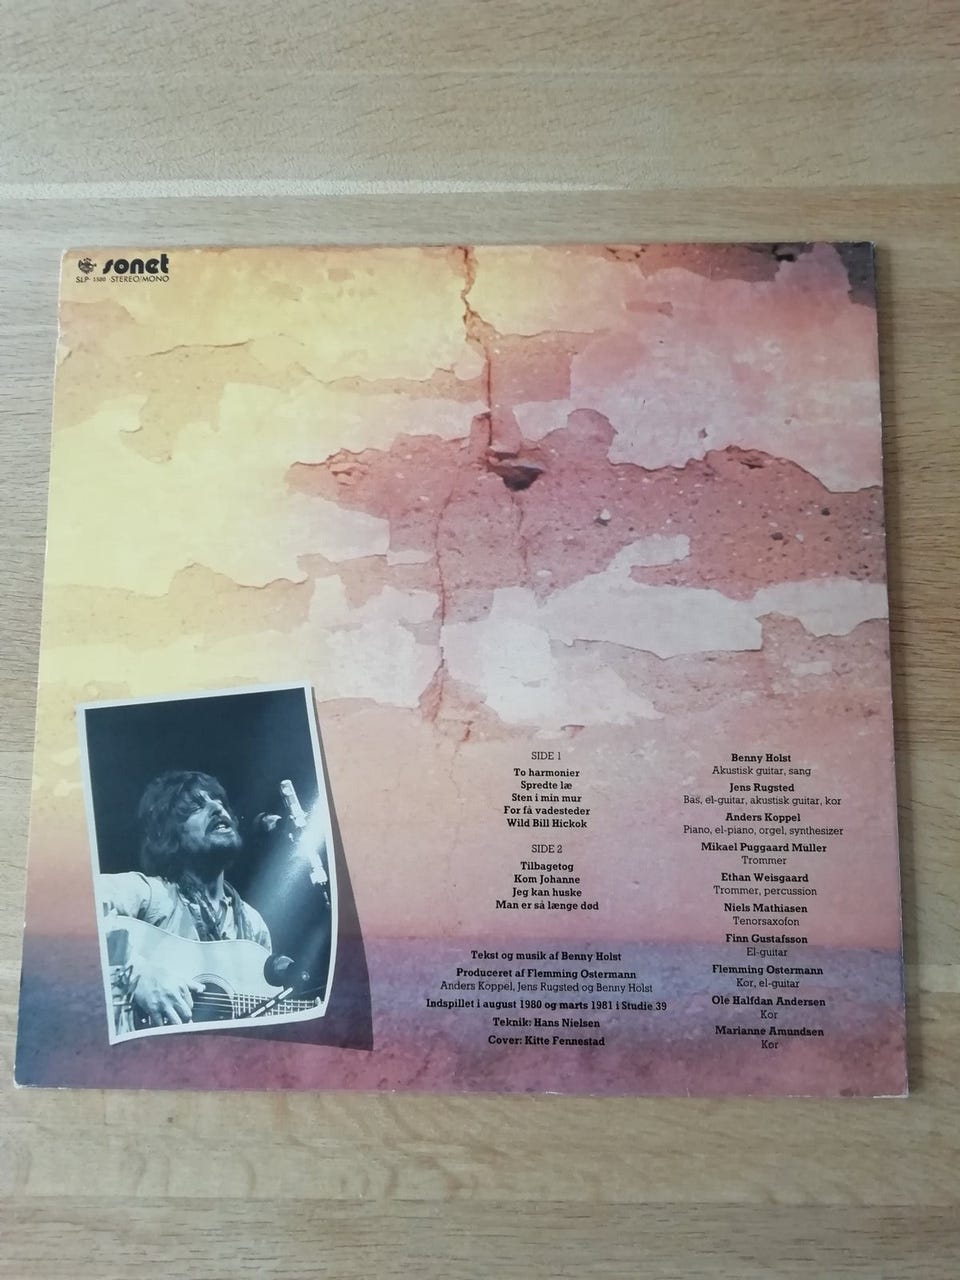 sonet
SLP- 1580 STEREO/MONO
SIDE 1
To harmonier
Spredte læ
Sten i min mur
For få vadesteder
Wild Bill Hickok
SIDE 2
Tilbagetog
Kom Johanne
Jeg kan huske
Man er så længe død
Tekst og musik af Benny Holst
Produceret af Flemming Ostermann
Anders Koppel, Jens Rugsted og Benny Holst
Indspillet i august 1980 og marts 1981 i Studie 39
Teknik: Hans Nielsen
Cover: Kitte Fennestad
Benny Holst
Akustisk guitar, sang
Jens Rugsted
Bas, el-guitar, akustisk guitar, kor
Anders Koppel
Piano, el-piano, orgel, synthesizer
Mikael Puggaard Müller
Trommer
Ethan Weisgaard
Trommer, percussion
Niels Mathiasen
Tenorsaxofon
Finn Gustafsson
El-guitar
Flemming Ostermann
Kor, el-guitar
Ole Halfdan Andersen
Kor
Marianne Amundsen
Kor